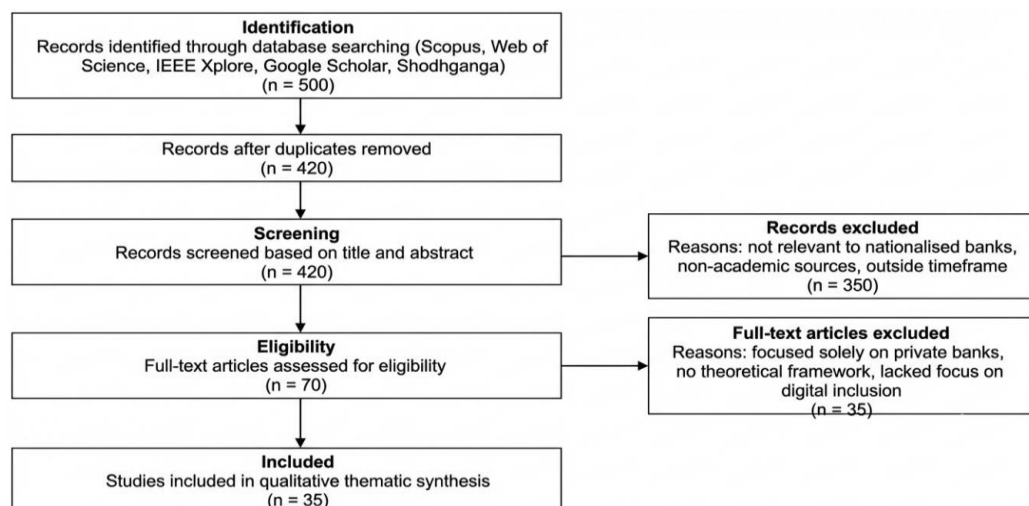 Identification
Records identified through database searching (Scopus, Web of
Science, IEEE Xplore, Google Scholar, Shodhganga)
(n = 500)
Records after duplicates removed
(n = 420)
Screening
Records screened based on title and abstract
(n = 420)
Records excluded
Reasons: not relevant to nationalised banks,
non-academic sources, outside timeframe
(n = 350)
Eligibility
Full-text articles assessed for eligibility
(n = 70)
Full-text articles excluded
Reasons: focused solely on private banks,
no theoretical framework, lacked focus on
digital inclusion
(n = 35)
Included
Studies included in qualitative thematic synthesis
(n = 35)